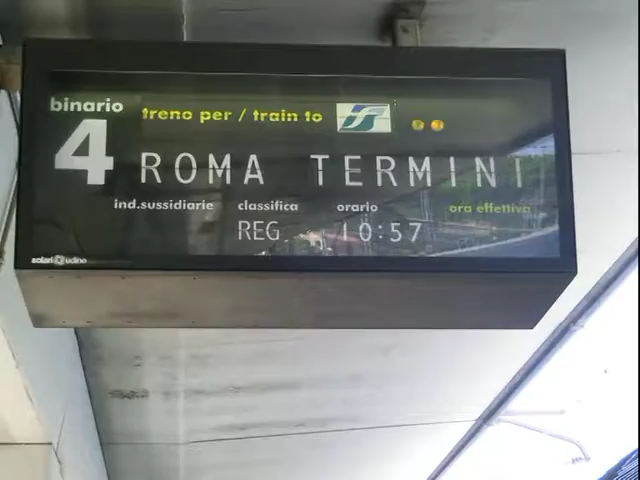 binario
4
treno per / train to
ROMA TERMINI
ind.sussidiarie classifica orario ora effettiva
REG 10:57
solari udine